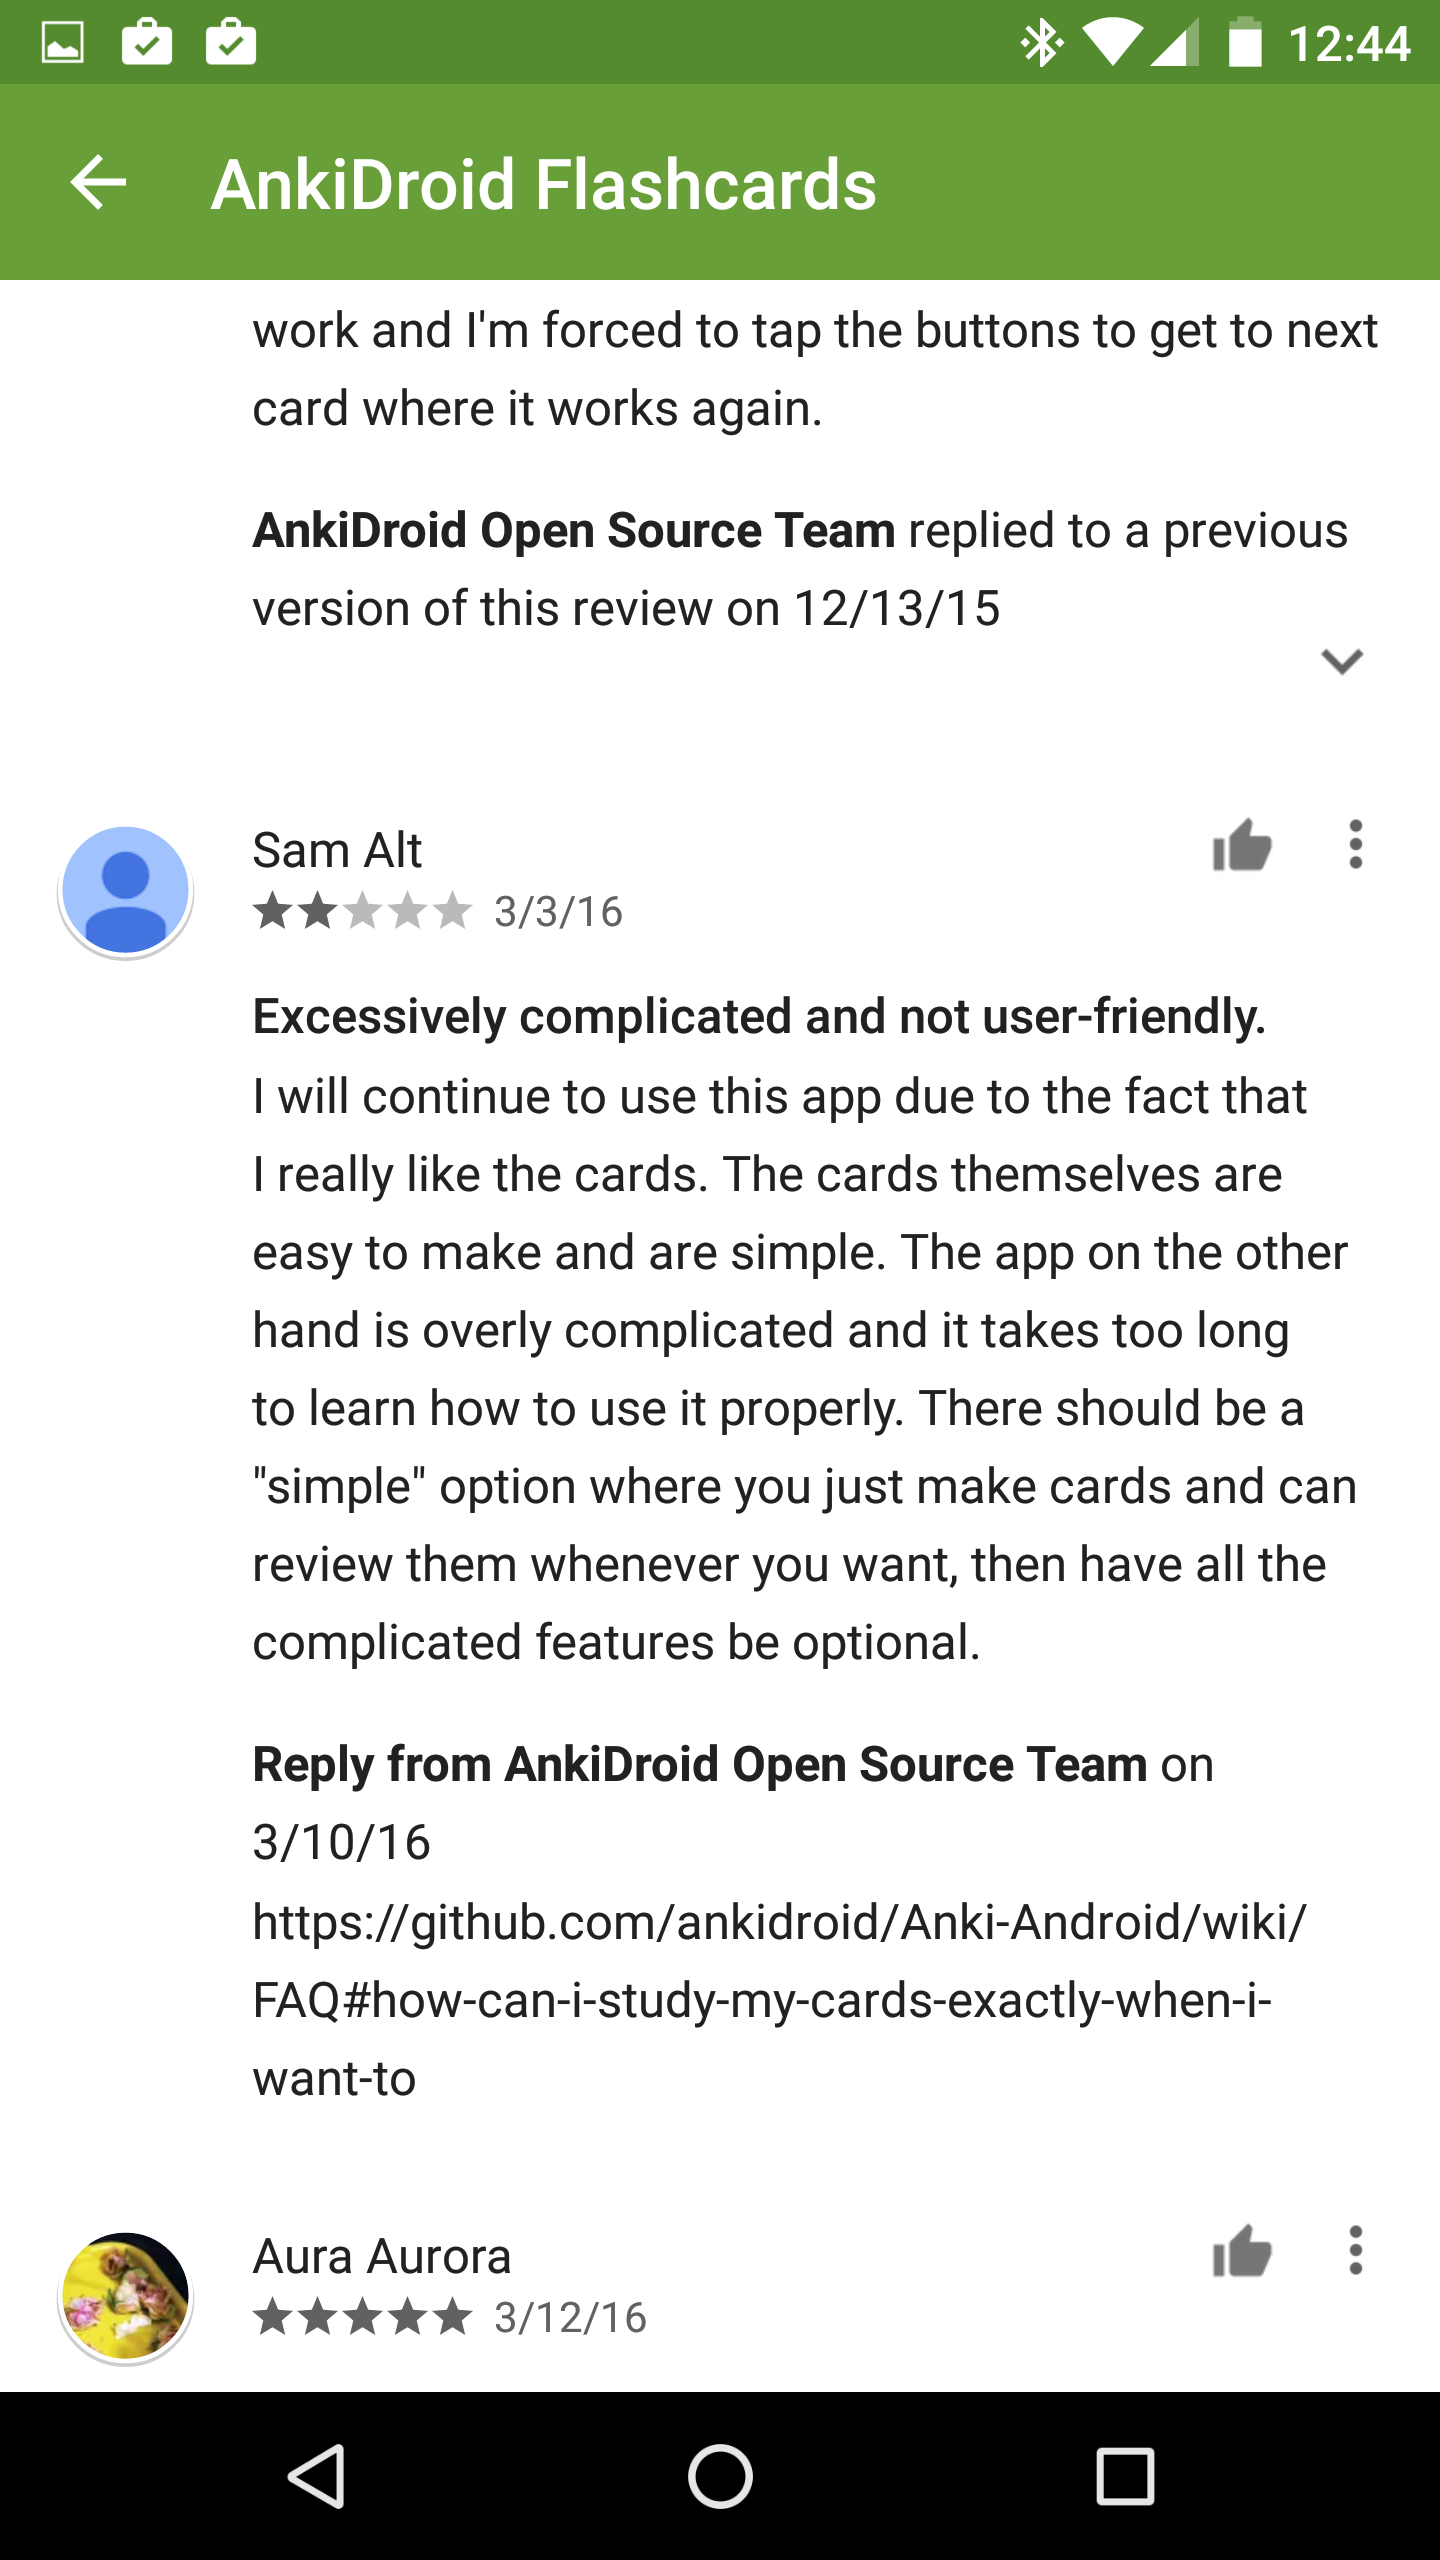 12:44
AnkiDroid Flashcards
work and I'm forced to tap the buttons to get to next
card where it works again.
AnkiDroid Open Source Team replied to a previous
version of this review on 12/13/15
Sam Alt
3/3/16
Excessively complicated and not user-friendly.
I will continue to use this app due to the fact that
I really like the cards. The cards themselves are
easy to make and are simple. The app on the other
hand is overly complicated and it takes too long
to learn how to use it properly. There should be a
"simple" option where you just make cards and can
review them whenever you want, then have all the
complicated features be optional.
Reply from AnkiDroid Open Source Team on
3/10/16
https://github.com/ankidroid/Anki-Android/wiki/
FAQ#how-can-i-study-my-cards-exactly-when-i-
want-to
Aura Aurora
3/12/16